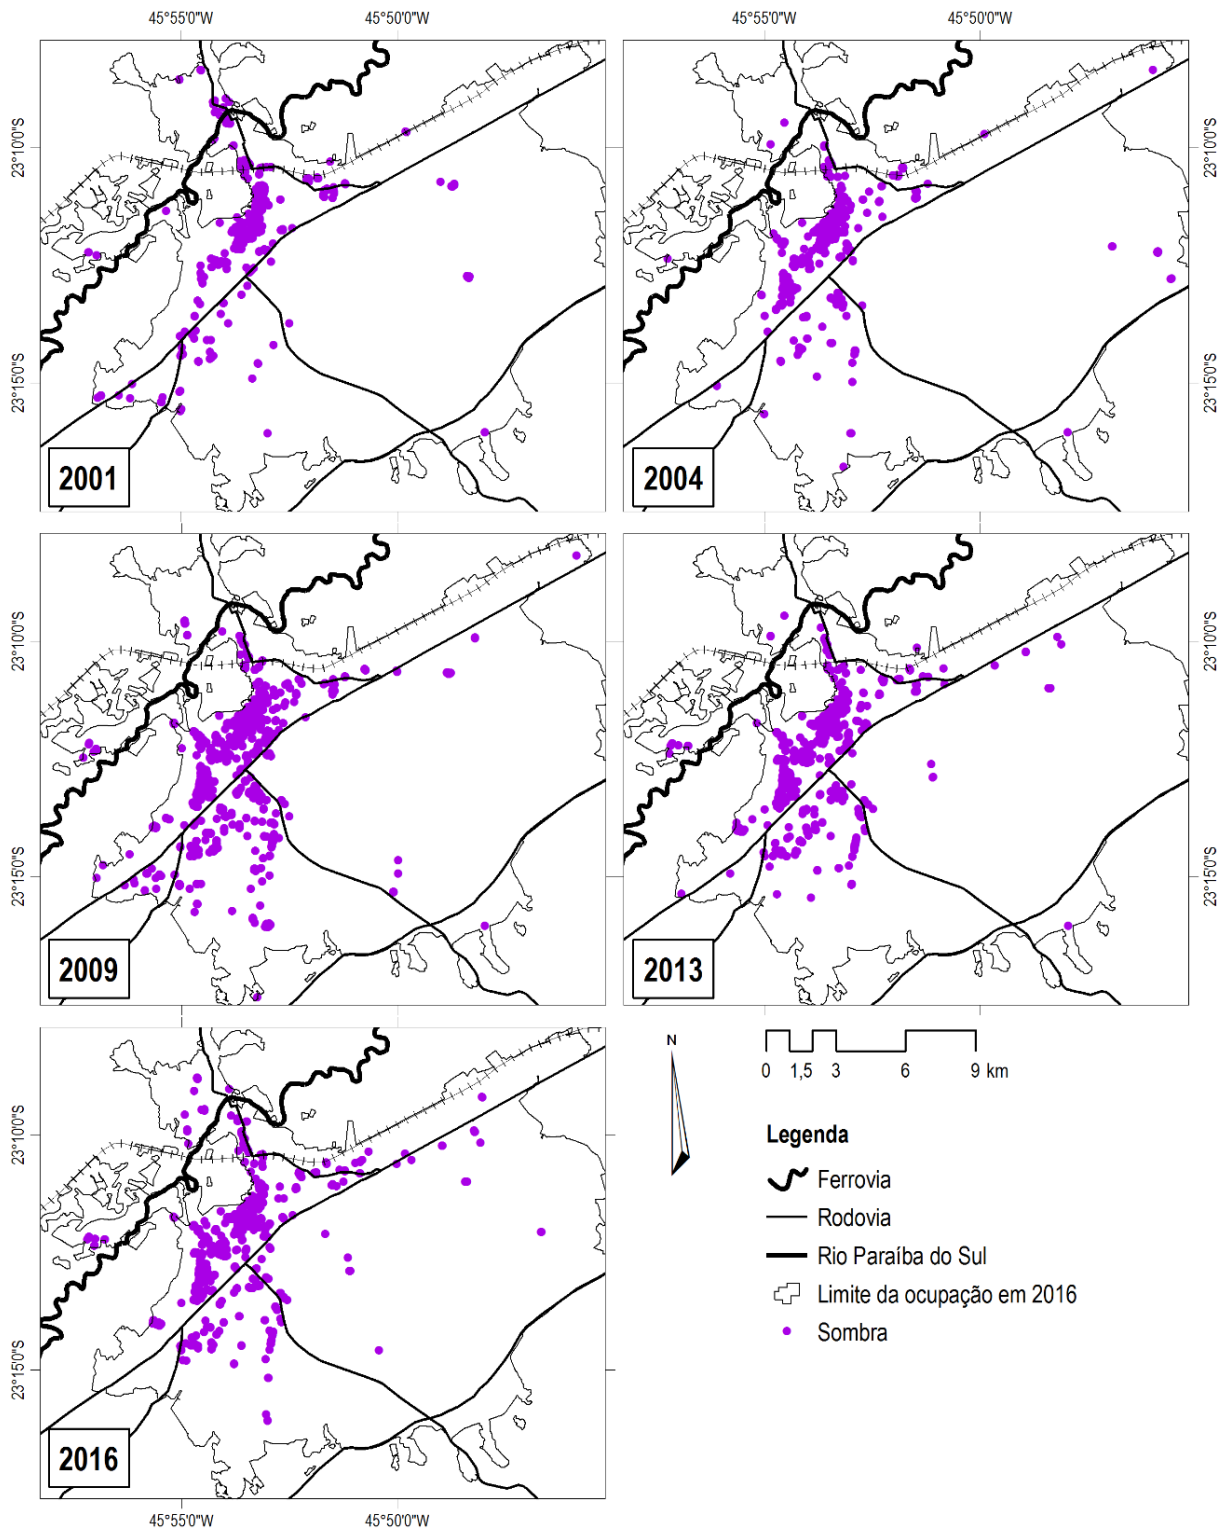 45°55'0"W 45°50'0"W 45°55'0"W 45°50'0"W
23°10'0"S 23°10'0"S
23°15'0"S 23°15'0"S
2001 2004
23°10'0"S 23°10'0"S
23°15'0"S 23°15'0"S
2009 2013
N
0 1,5 3 6 9 km
23°10'0"S
Legenda
Ferrovia
Rodovia
Rio Paraíba do Sul
Limite da ocupação em 2016
Sombra
23°15'0"S
2016
45°55'0"W 45°50'0"W